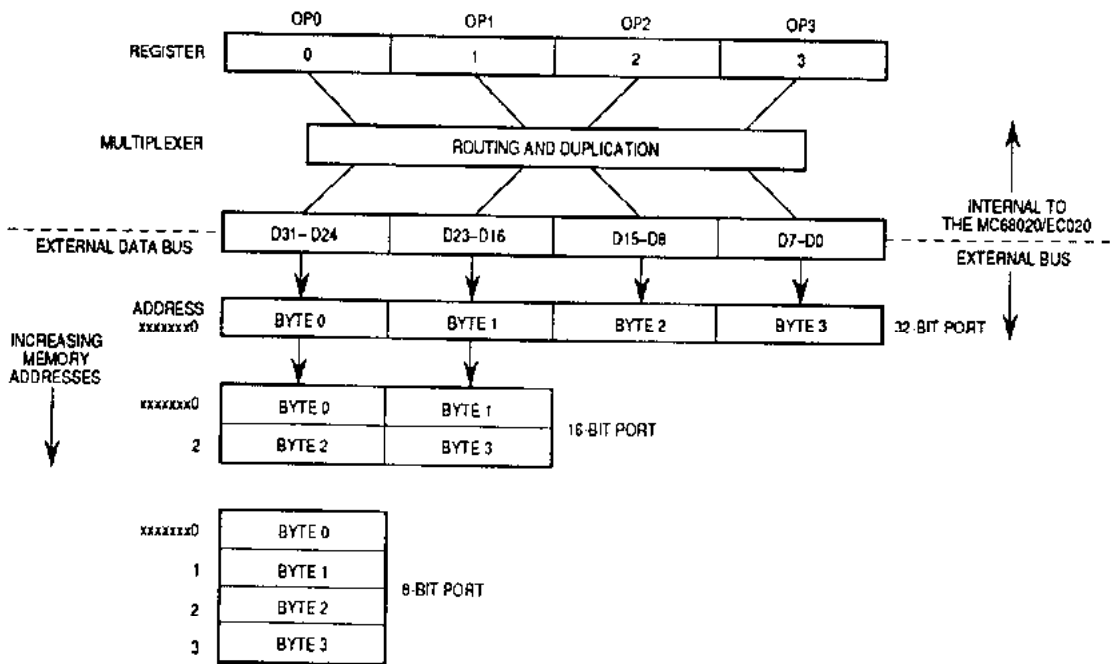 OP0 OP1 OP2 OP3
REGISTER 0 1 2 3
MULTIPLEXER ROUTING AND DUPLICATION
INTERNAL TO
THE MC68020/EC020
D31–D24 D23–D16 D15–D8 D7–D0
EXTERNAL DATA BUS
EXTERNAL BUS
ADDRESS
xxxxxxx0 BYTE 0 BYTE 1 BYTE 2 BYTE 3 32-BIT PORT
INCREASING
MEMORY
ADDRESSES
xxxxxxx0 BYTE 0 BYTE 1
16-BIT PORT
2 BYTE 2 BYTE 3
xxxxxxx0 BYTE 0
1 BYTE 1
8-BIT PORT
2 BYTE 2
3 BYTE 3